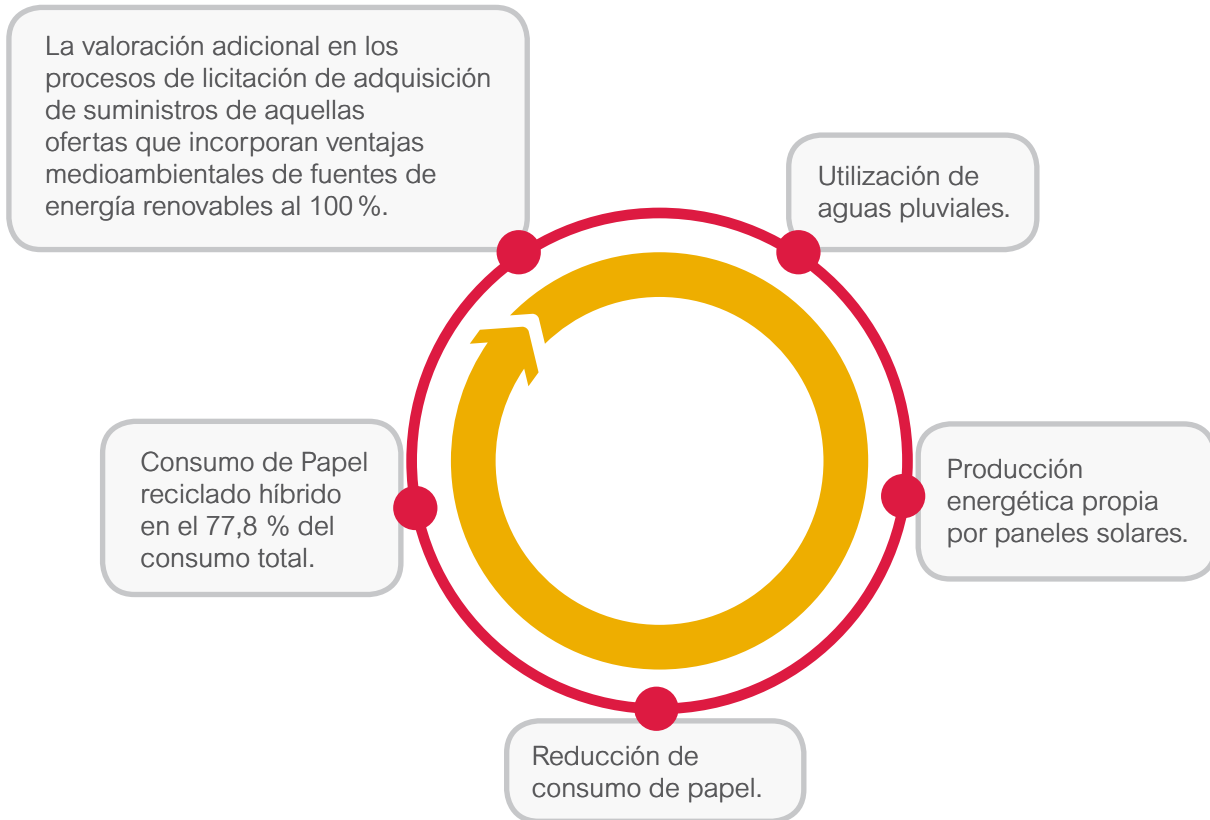 La valoración adicional en los
procesos de licitación de adquisición
de suministros de aquellas
ofertas que incorporan ventajas
medioambientales de fuentes de
energía renovables al 100 %.
Utilización de
aguas pluviales.
Producción
energética propia
por paneles solares.
Reducción de
consumo de papel.
Consumo de Papel
reciclado híbrido
en el 77,8 % del
consumo total.